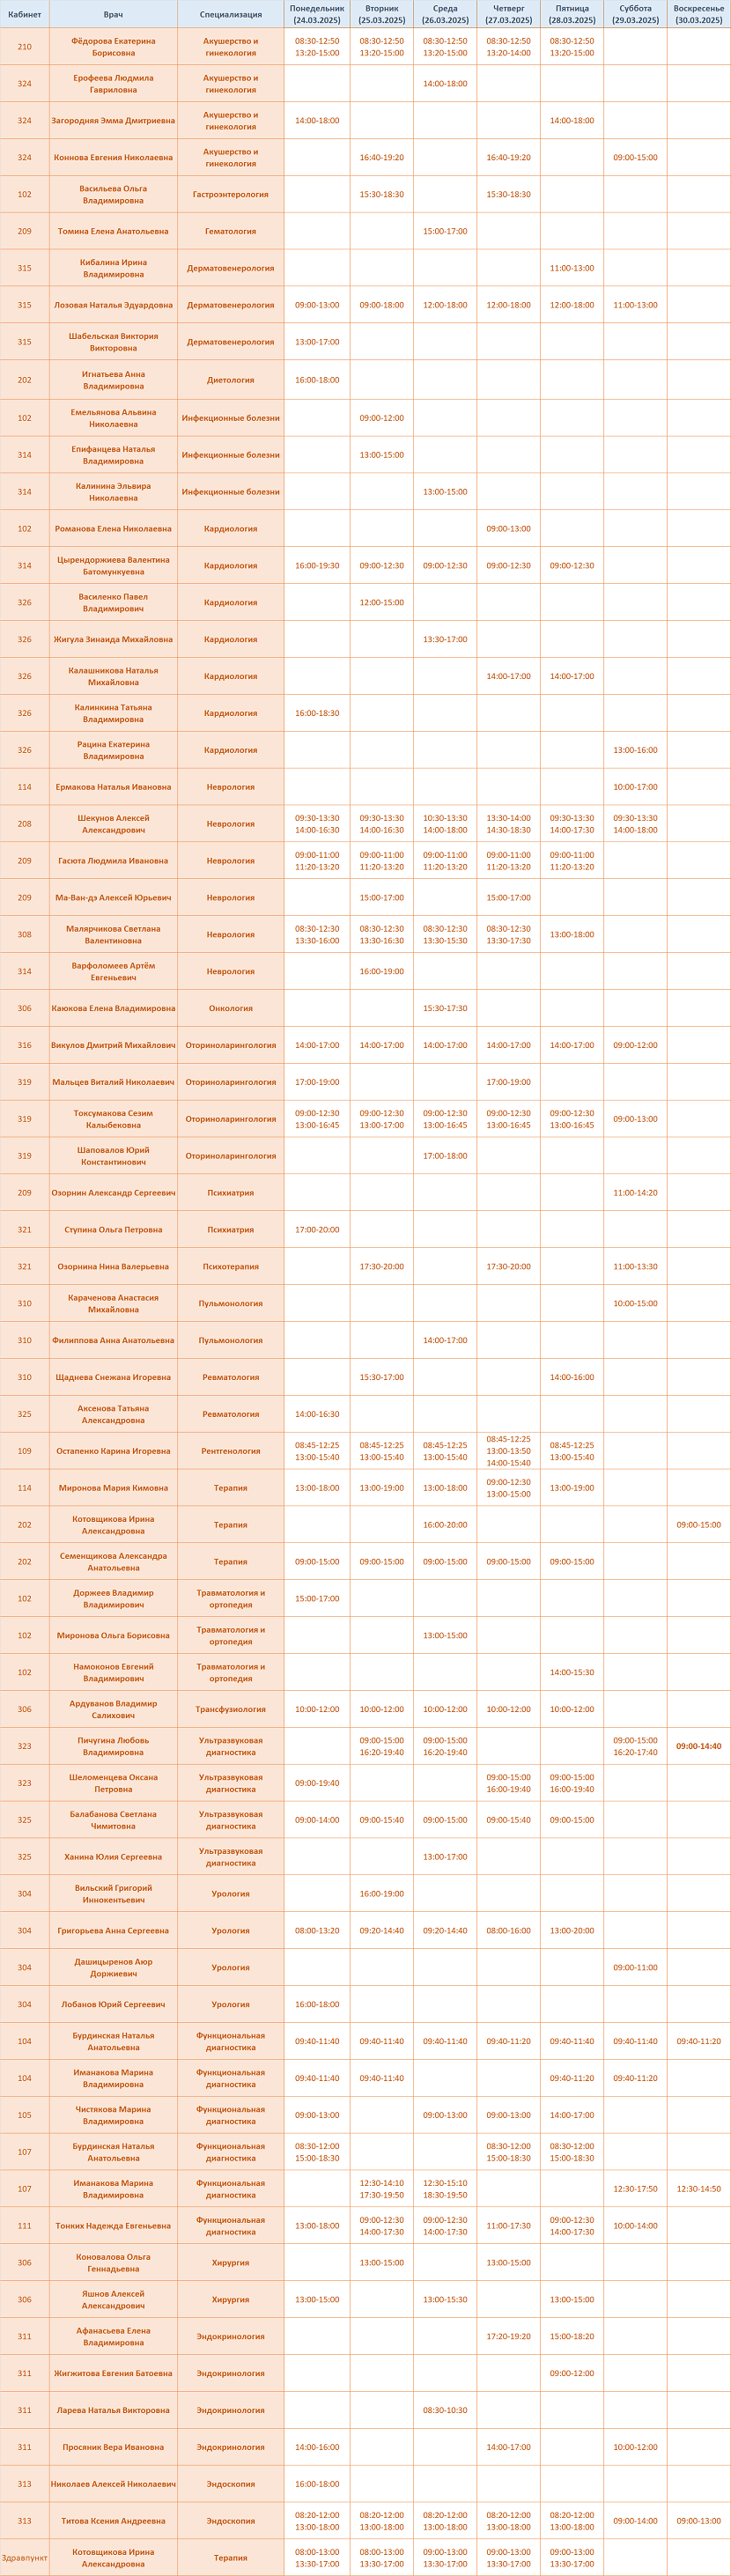 Кабинет Врач Специализация Понедельник (24.03.2025) Вторник (25.03.2025) Среда (26.03.2025) Четверг (27.03.2025) Пятница (28.03.2025) Суббота (29.03.2025) Воскресенье (30.03.2025)
210 Фёдорова Екатерина Борисовна Акушерство и гинекология 08:30-12:50 13:20-15:00 08:30-12:50 13:20-15:00 08:30-12:50 13:20-15:00 08:30-12:50 13:20-14:00 08:30-12:50 13:20-15:00
324 Ерофеева Людмила Гавриловна Акушерство и гинекология 14:00-18:00
324 Загородняя Эмма Дмитриевна Акушерство и гинекология 14:00-18:00 14:00-18:00
324 Коннова Евгения Николаевна Акушерство и гинекология 16:40-19:20 16:40-19:20 09:00-15:00
102 Васильева Ольга Владимировна Гастроэнтерология 15:30-18:30 15:30-18:30
209 Томина Елена Анатольевна Гематология 15:00-17:00
315 Кибалина Ирина Владимировна Дерматовенерология 11:00-13:00
315 Лозовая Наталья Эдуардовна Дерматовенерология 09:00-13:00 09:00-18:00 12:00-18:00 12:00-18:00 12:00-18:00 11:00-13:00
315 Шабельская Виктория Викторовна Дерматовенерология 13:00-17:00
202 Игнатьева Анна Владимировна Диетология 16:00-18:00
102 Емельянова Альвина Николаевна Инфекционные болезни 09:00-12:00
314 Епифанцева Наталья Владимировна Инфекционные болезни 13:00-15:00
314 Калинина Эльвира Николаевна Инфекционные болезни 13:00-15:00
102 Романова Елена Николаевна Кардиология 09:00-13:00
314 Цырендоржиева Валентина Батомункуевна Кардиология 16:00-19:30 09:00-12:30 09:00-12:30 09:00-12:30 09:00-12:30
326 Василенко Павел Владимирович Кардиология 12:00-15:00
326 Жигула Зинаида Михайловна Кардиология 13:30-17:00
326 Калашникова Наталья Михайловна Кардиология 14:00-17:00 14:00-17:00
326 Калинкина Татьяна Владимировна Кардиология 16:00-18:30
326 Рацина Екатерина Владимировна Кардиология 13:00-16:00
114 Ермакова Наталья Ивановна Неврология 10:00-17:00
208 Шекунов Алексей Александрович Неврология 09:30-13:30 14:00-16:30 09:30-13:30 14:00-16:30 10:30-13:30 14:00-18:00 13:30-14:00 14:30-18:30 09:30-13:30 14:00-17:30 09:30-13:30 14:00-18:00
209 Гасюта Людмила Ивановна Неврология 09:00-11:00 11:20-13:20 09:00-11:00 11:20-13:20 09:00-11:00 11:20-13:20 09:00-11:00 11:20-13:20 09:00-11:00 11:20-13:20
209 Ма-Ван-дэ Алексей Юрьевич Неврология 15:00-17:00 15:00-17:00
308 Малярчикова Светлана Валентиновна Неврология 08:30-12:30 13:30-16:00 08:30-12:30 13:30-16:30 08:30-12:30 13:30-15:30 08:30-12:30 13:30-17:30 13:00-18:00
314 Варфоломеев Артём Евгеньевич Неврология 16:00-19:00
306 Каюкова Елена Владимировна Онкология 15:30-17:30
316 Викулов Дмитрий Михайлович Оториноларингология 14:00-17:00 14:00-17:00 14:00-17:00 14:00-17:00 14:00-17:00 09:00-12:00
319 Мальцев Виталий Николаевич Оториноларингология 17:00-19:00 17:00-19:00
319 Токсумакова Сезим Калыбековна Оториноларингология 09:00-12:30 13:00-16:45 09:00-12:30 13:00-17:00 09:00-12:30 13:00-16:45 09:00-12:30 13:00-16:45 09:00-12:30 13:00-16:45 09:00-13:00
319 Шаповалов Юрий Константинович Оториноларингология 17:00-18:00
209 Озорнин Александр Сергеевич Психиатрия 11:00-14:20
321 Ступина Ольга Петровна Психиатрия 17:00-20:00
321 Озорнина Нина Валерьевна Психотерапия 17:30-20:00 17:30-20:00 11:00-13:30
310 Караченова Анастасия Михайловна Пульмонология 10:00-15:00
310 Филиппова Анна Анатольевна Пульмонология 14:00-17:00
310 Щаднева Снежана Игоревна Ревматология 15:30-17:00 14:00-16:00
325 Аксенова Татьяна Александровна Ревматология 14:00-16:30
109 Остапенко Карина Игоревна Рентгенология 08:45-12:25 13:00-15:40 08:45-12:25 13:00-15:40 08:45-12:25 13:00-15:40 08:45-12:25 13:00-13:50 14:00-15:40 08:45-12:25 13:00-15:40
114 Миронова Мария Кимовна Терапия 13:00-18:00 13:00-19:00 13:00-18:00 09:00-12:30 13:00-15:00 13:00-19:00
202 Котовщикова Ирина Александровна Терапия 16:00-20:00 09:00-15:00
202 Семенщикова Александра Анатольевна Терапия 09:00-15:00 09:00-15:00 09:00-15:00 09:00-15:00 09:00-15:00
102 Доржеев Владимир Владимирович Травматология и ортопедия 15:00-17:00
102 Миронова Ольга Борисовна Травматология и ортопедия 13:00-15:00
102 Намоконов Евгений Владимирович Травматология и ортопедия 14:00-15:30
306 Ардуванов Владимир Салихович Трансфузиология 10:00-12:00 10:00-12:00 10:00-12:00 10:00-12:00 10:00-12:00
323 Пичугина Любовь Владимировна Ультразвуковая диагностика 09:00-15:00 16:20-19:40 09:00-15:00 16:20-19:40 09:00-15:00 16:20-17:40 09:00-14:40
323 Шеломенцева Оксана Петровна Ультразвуковая диагностика 09:00-19:40 09:00-15:00 16:00-19:40 09:00-15:00 16:00-19:40
325 Балабанова Светлана Чимитовна Ультразвуковая диагностика 09:00-14:00 09:00-15:40 09:00-15:00 09:00-15:40 09:00-15:00
325 Ханина Юлия Сергеевна Ультразвуковая диагностика 13:00-17:00
304 Вильский Григорий Иннокентьевич Урология 16:00-19:00
304 Григорьева Анна Сергеевна Урология 08:00-13:20 09:20-14:40 09:20-14:40 08:00-16:00 13:00-20:00
304 Дашицыренов Аюр Доржиевич Урология 09:00-11:00
304 Лобанов Юрий Сергеевич Урология 16:00-18:00
104 Бурдинская Наталья Анатольевна Функциональная диагностика 09:40-11:40 09:40-11:40 09:40-11:40 09:40-11:20 09:40-11:40 09:40-11:40 09:40-11:20
104 Иманакова Марина Владимировна Функциональная диагностика 09:40-11:40 09:40-11:40 09:40-11:20 09:40-11:20
105 Чистякова Марина Владимировна Функциональная диагностика 09:00-13:00 09:00-13:00 09:00-13:00 14:00-17:00
107 Бурдинская Наталья Анатольевна Функциональная диагностика 08:30-12:00 15:00-18:30 08:30-12:00 15:00-18:30 08:30-12:00 15:00-18:30
107 Иманакова Марина Владимировна Функциональная диагностика 12:30-14:10 17:30-19:50 12:30-15:10 18:30-19:50 12:30-17:50 12:30-14:50
111 Тонких Надежда Евгеньевна Функциональная диагностика 13:00-18:00 09:00-12:30 14:00-17:30 09:00-12:30 14:00-17:30 11:00-17:30 09:00-12:30 14:00-17:30 10:00-14:00
306 Коновалова Ольга Геннадьевна Хирургия 13:00-15:00 13:00-15:00
306 Яшнов Алексей Александрович Хирургия 13:00-15:00 13:00-15:30 13:00-15:00
311 Афанасьева Елена Владимировна Эндокринология 17:20-19:20 15:00-18:20
311 Жигжитова Евгения Батоевна Эндокринология 09:00-12:00
311 Ларева Наталья Викторовна Эндокринология 08:30-10:30
311 Просяник Вера Ивановна Эндокринология 14:00-16:00 14:00-17:00 10:00-12:00
313 Николаев Алексей Николаевич Эндоскопия 16:00-18:00
313 Титова Ксения Андреевна Эндоскопия 08:20-12:00 13:00-18:00 08:20-12:00 13:00-18:00 08:20-12:00 13:00-18:00 08:20-12:00 13:00-18:00 08:20-12:00 13:00-18:00 09:00-14:00 09:00-13:00
Здравпункт Котовщикова Ирина Александровна Терапия 08:00-13:00 13:30-17:00 08:00-13:00 13:30-17:00 09:00-13:00 13:30-17:00 09:00-13:00 13:30-17:00 09:00-13:00 13:30-17:00